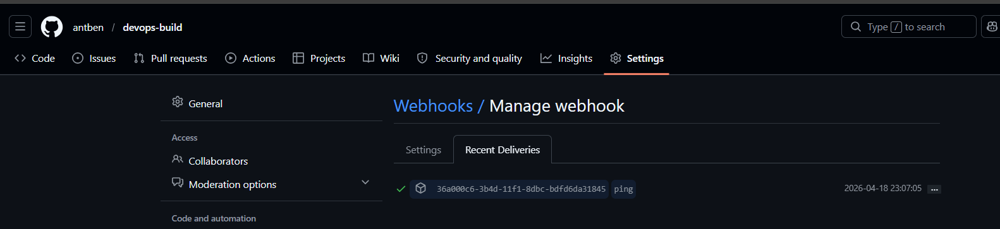 antben / devops-build
Type / to search
Code Issues Pull requests Actions Projects Wiki Security and quality Insights Settings
General
Access
Collaborators
Moderation options
Code and automation
Webhooks / Manage webhook
Settings Recent Deliveries
36a000c6-3b4d-11f1-8dbc-bdfd6da31845 ping 2026-04-18 23:07:05 ...